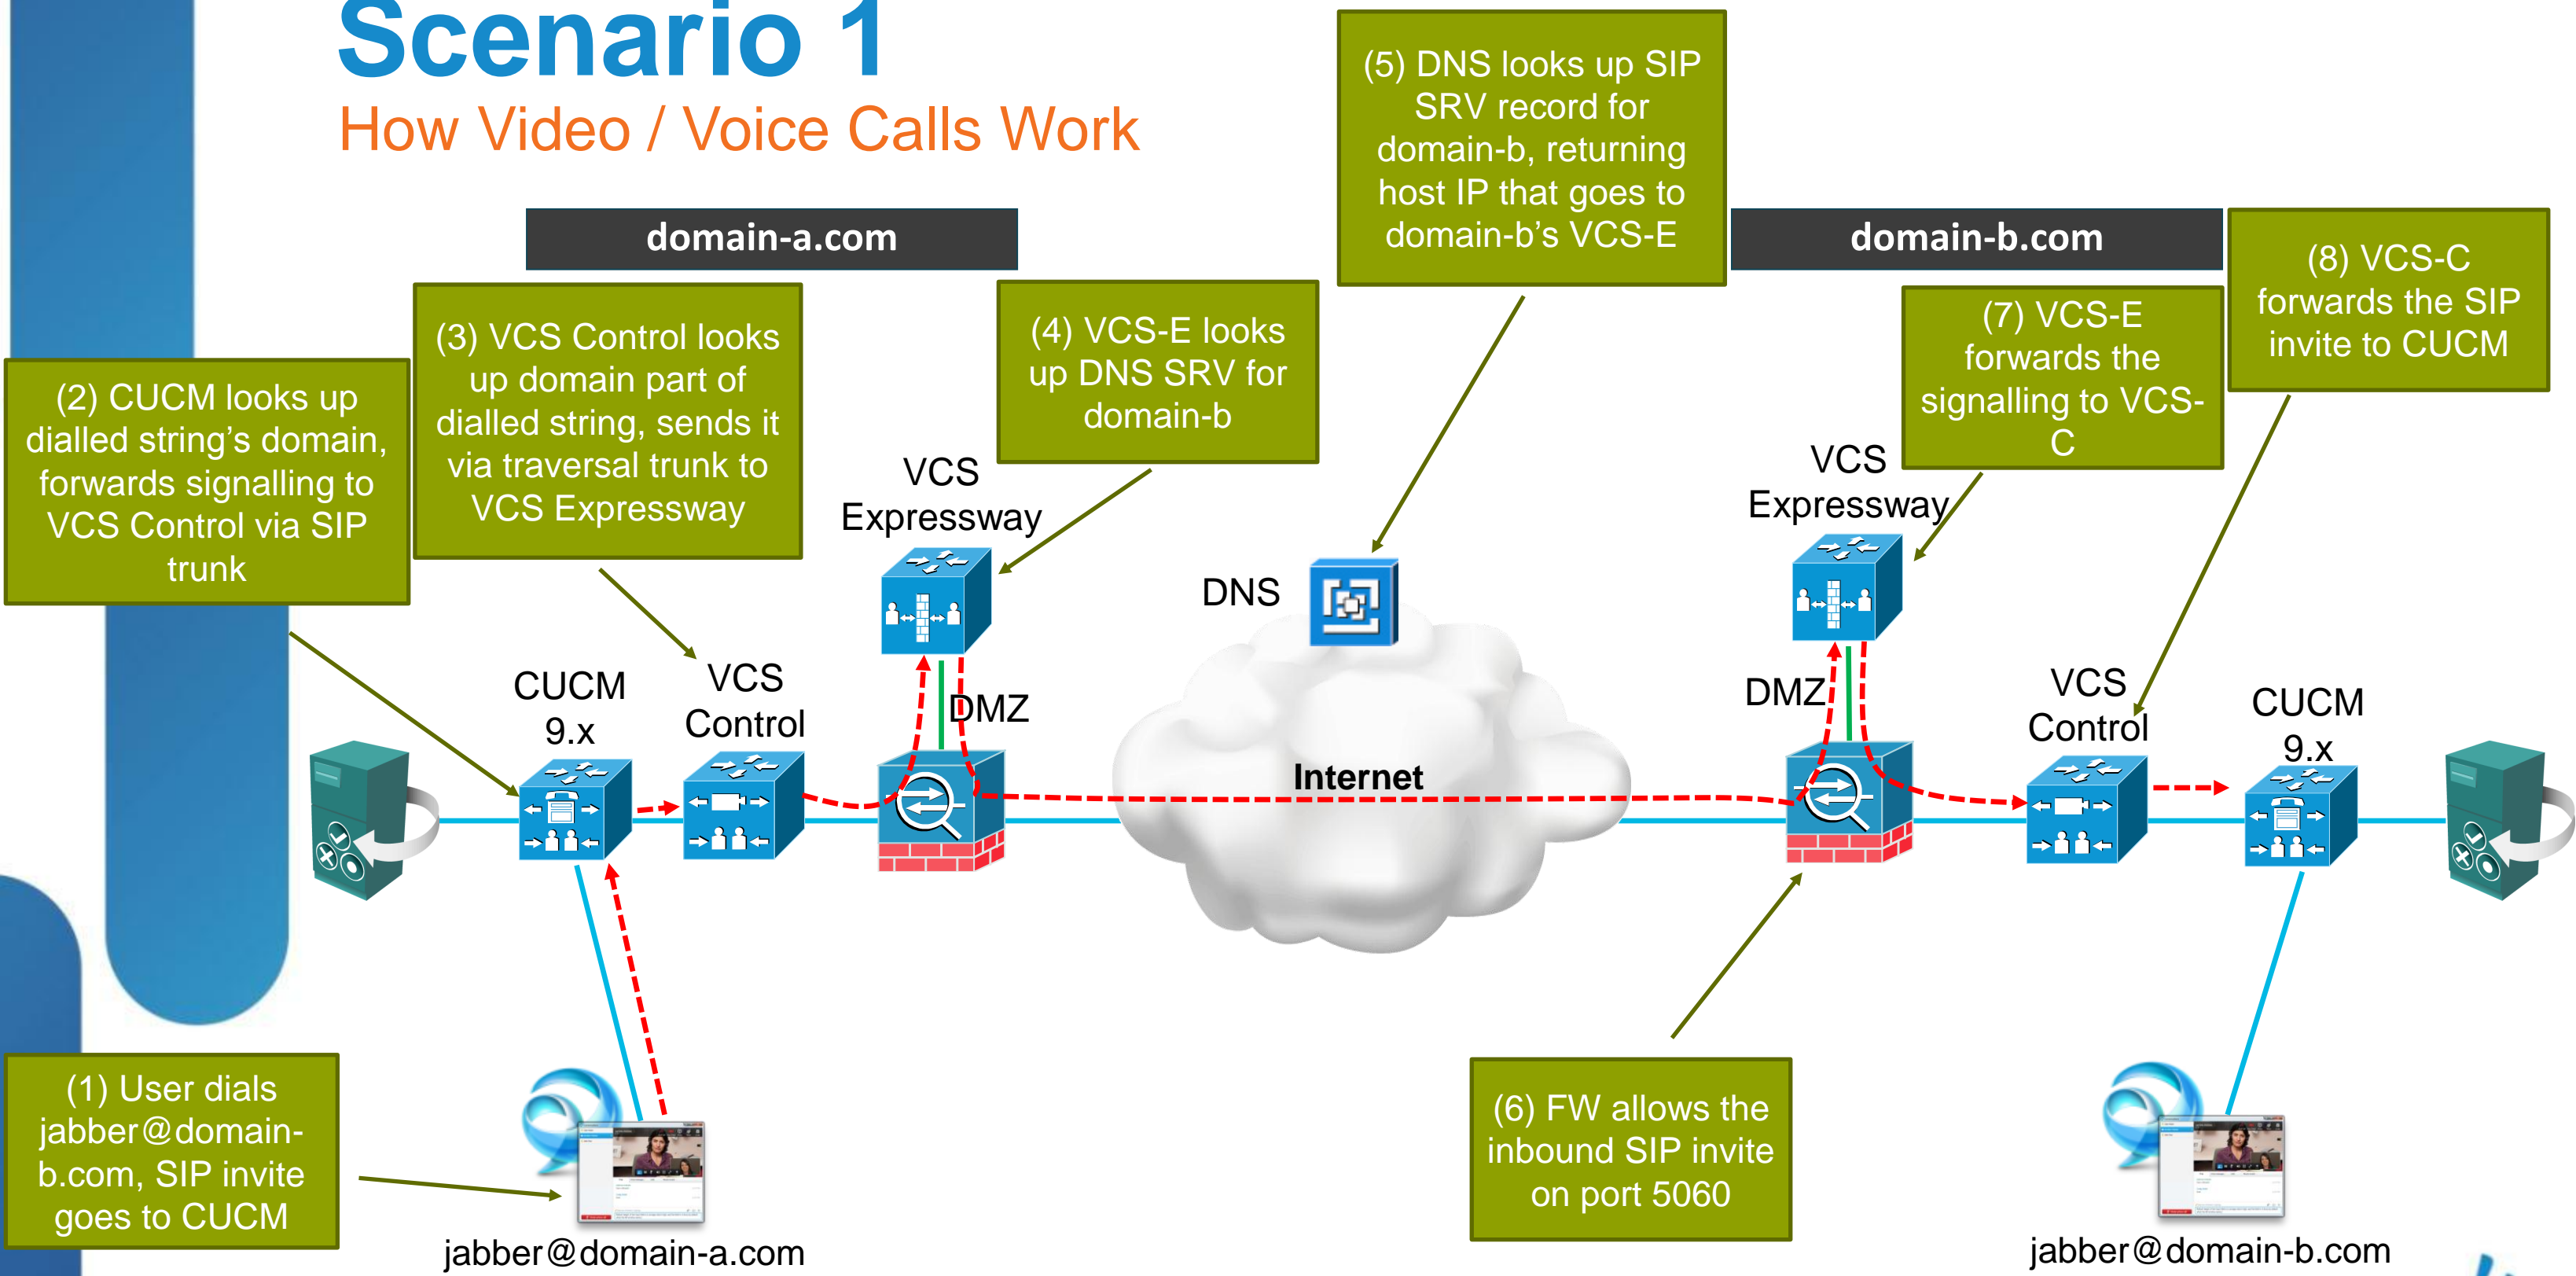 Scenario 1
How Video / Voice Calls Work
(5) DNS looks up SIP
SRV record for
domain-b, returning
host IP that goes to
domain-b’s VCS-E
domain-a.com
domain-b.com
(8) VCS-C
forwards the SIP
invite to CUCM
(3) VCS Control looks
up domain part of
dialled string, sends it
via traversal trunk to
VCS Expressway
(4) VCS-E looks
up DNS SRV for
domain-b
(7) VCS-E
forwards the
signalling to VCS-
C
(2) CUCM looks up
dialled string’s domain,
forwards signalling to
VCS Control via SIP
trunk
VCS
Expressway
VCS
Expressway
DNS
CUCM
9.x
VCS
Control
DMZ
DMZ
VCS
Control
CUCM
9.x
Internet
(1) User dials
jabber@domain-
b.com, SIP invite
goes to CUCM
(6) FW allows the
inbound SIP invite
on port 5060
jabber@domain-a.com
jabber@domain-b.com